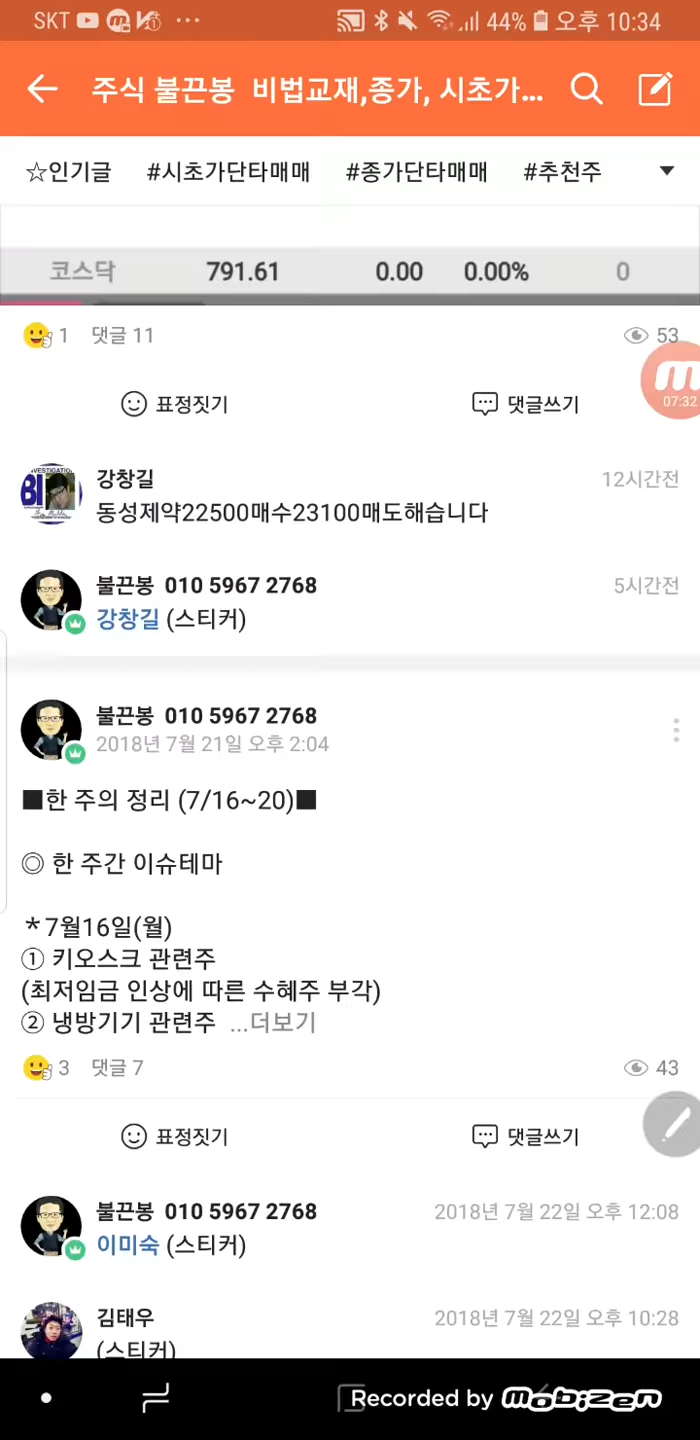 SKT ... 44% 오후 10:34
주식 불끈봉 비법교재,종가, 시초가...
☆인기글 #시초가단타매매 #종가단타매매 #추천주
코스닥 791.61 0.00 0.00% 0
1 댓글 11 53
표정짓기 댓글쓰기
07:32
강창길 12시간전
동성제약22500매수23100매도해습니다
불끈봉 010 5967 2768 5시간전
강창길 (스티커)
불끈봉 010 5967 2768
2018년 7월 21일 오후 2:04
■한 주의 정리 (7/16~20)■
◎ 한 주간 이슈테마
*7월16일(월)
① 키오스크 관련주
(최저임금 인상에 따른 수혜주 부각)
② 냉방기기 관련주 ...더보기
3 댓글 7 43
표정짓기 댓글쓰기
불끈봉 010 5967 2768 2018년 7월 22일 오후 12:08
이미숙 (스티커)
김태우 2018년 7월 22일 오후 10:28
(스티커)
Recorded by mobizen